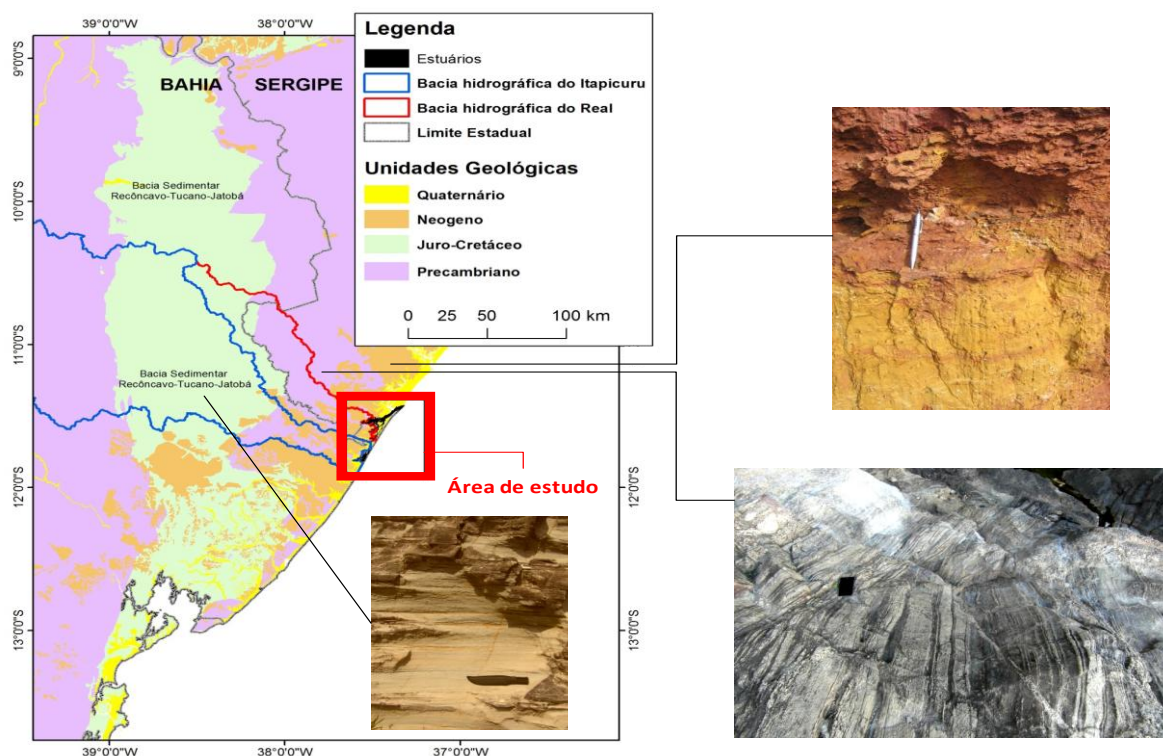 39°0'0"W
38°0'0"W
9°0'0"S
10°0'0"S
11°0'0"S
12°0'0"S
13°0'0"S
BAHIA
SERGIPE
Legenda
Estuários
Bacia hidrográfica do Itapicuru
Bacia hidrográfica do Real
Limite Estadual
Unidades Geológicas
Quaternário
Neogeno
Juro-Cretáceo
Precambriano
0 25 50 100 km
Bacia Sedimentar
Recôncavo-Tucano-Jatobá
Bacia Sedimentar
Recôncavo-Tucano-Jatobá
Área de estudo
12°0'0"S
13°0'0"S
39°0'0"W
38°0'0"W
37°0'0"W